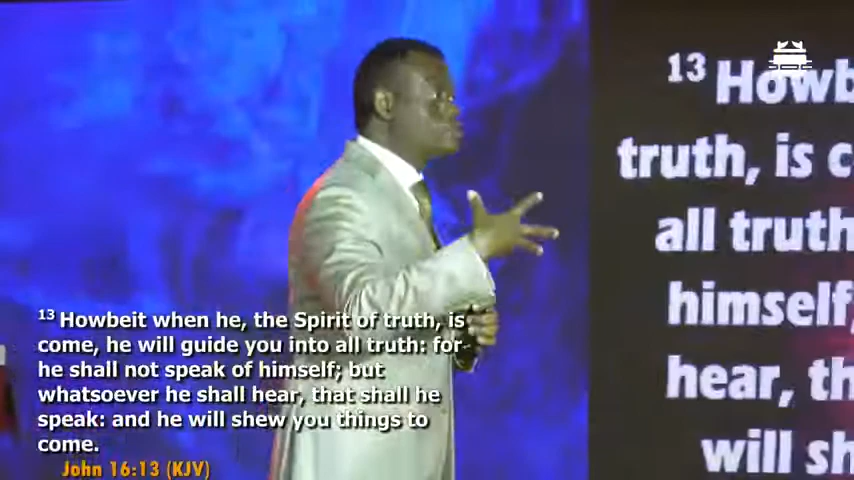 13 Howbeit when he, the Spirit of truth, is
come, he will guide you into all truth: for
he shall not speak of himself; but
whatsoever he shall hear, that shall he
speak: and he will shew you things to
come.
John 16:13 (KJV)
13 Howb
truth, is c
all truth
himself;
hear, th
will sh